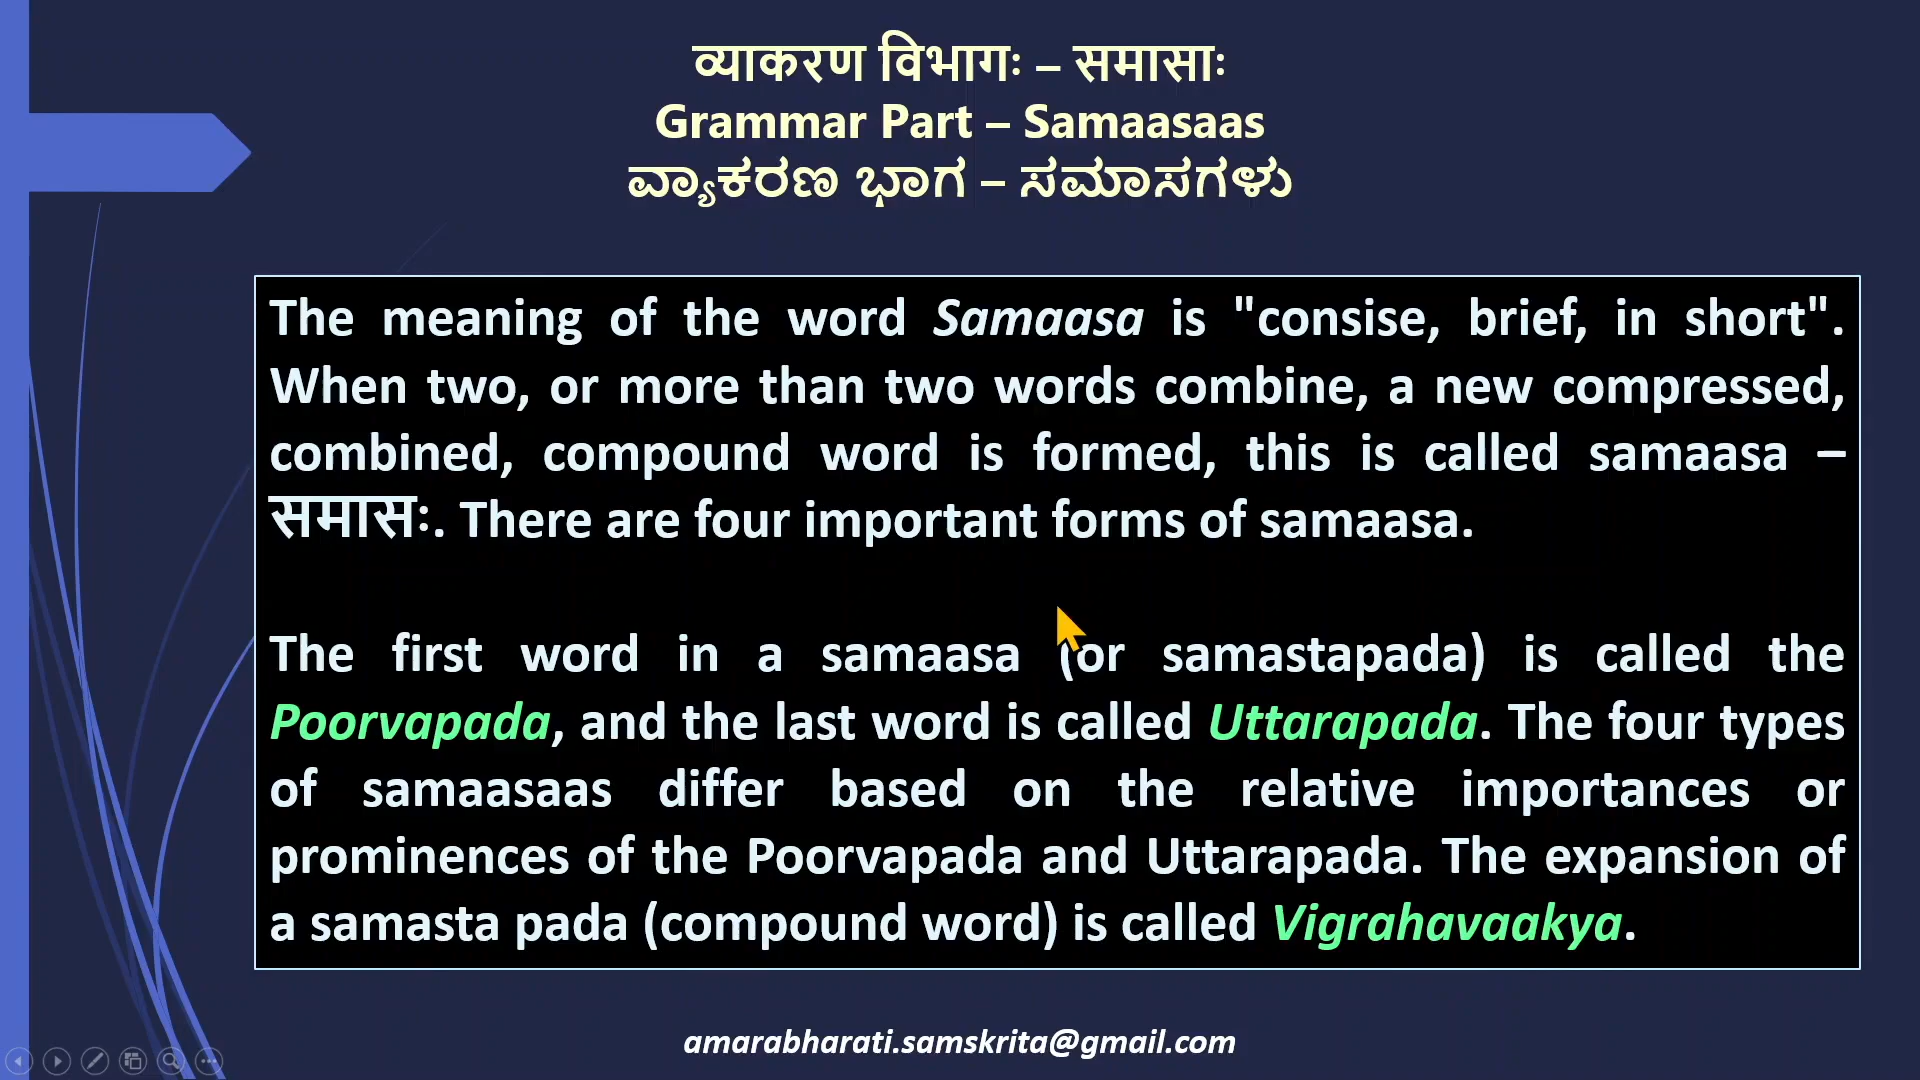 व्याकरण विभागः – समासाः
Grammar Part – Samaasaas
ವ್ಯಾಕರಣ ಭಾಗ – ಸಮಾಸಗಳು
The meaning of the word Samaasa is "consise, brief, in short".
When two, or more than two words combine, a new compressed,
combined, compound word is formed, this is called samaasa –
समासः. There are four important forms of samaasa.
The first word in a samaasa (or samastapada) is called the
Poorvapada, and the last word is called Uttarapada. The four types
of samaasaas differ based on the relative importances or
prominences of the Poorvapada and Uttarapada. The expansion of
a samasta pada (compound word) is called Vigrahavaakya.
amarabharati.samskrita@gmail.com